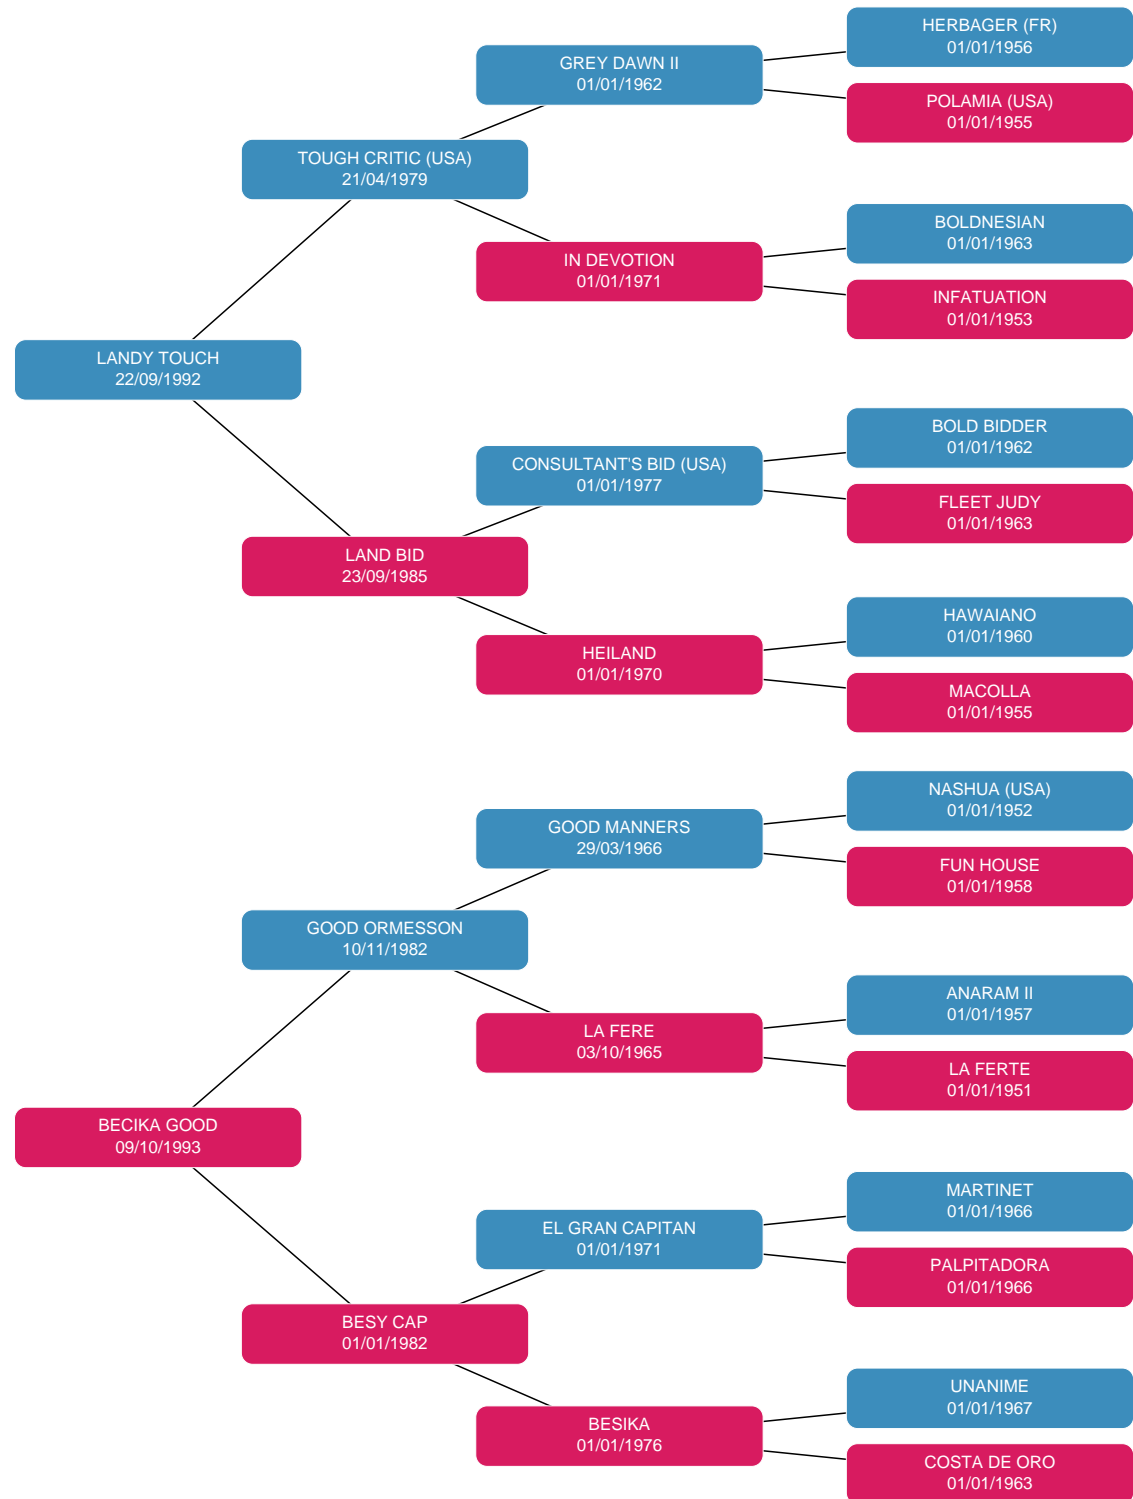 HERBAGER (FR)
01/01/1956
GREY DAWN II
01/01/1962
POLAMIA (USA)
01/01/1955
TOUGH CRITIC (USA)
21/04/1979
BOLDNESIAN
01/01/1963
IN DEVOTION
01/01/1971
INFATUATION
01/01/1953
LANDY TOUCH
22/09/1992
BOLD BIDDER
01/01/1962
CONSULTANT'S BID (USA)
01/01/1977
FLEET JUDY
01/01/1963
LAND BID
23/09/1985
HAWAIANO
01/01/1960
HEILAND
01/01/1970
MACOLLA
01/01/1955
NASHUA (USA)
01/01/1952
GOOD MANNERS
29/03/1966
FUN HOUSE
01/01/1958
GOOD ORMESSON
10/11/1982
ANARAM II
01/01/1957
LA FERE
03/10/1965
LA FERTE
01/01/1951
BECIKA GOOD
09/10/1993
MARTINET
01/01/1966
EL GRAN CAPITAN
01/01/1971
PALPITADORA
01/01/1966
BESY CAP
01/01/1982
UNANIME
01/01/1967
BESIKA
01/01/1976
COSTA DE ORO
01/01/1963